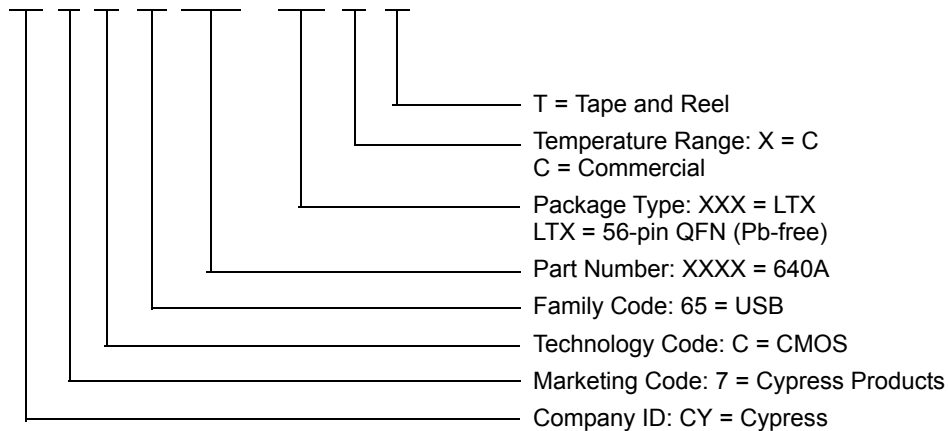 T = Tape and Reel
Temperature Range: X = C
C = Commercial
Package Type: XXX = LTX
LTX = 56-pin QFN (Pb-free)
Part Number: XXXX = 640A
Family Code: 65 = USB
Technology Code: C = CMOS
Marketing Code: 7 = Cypress Products
Company ID: CY = Cypress